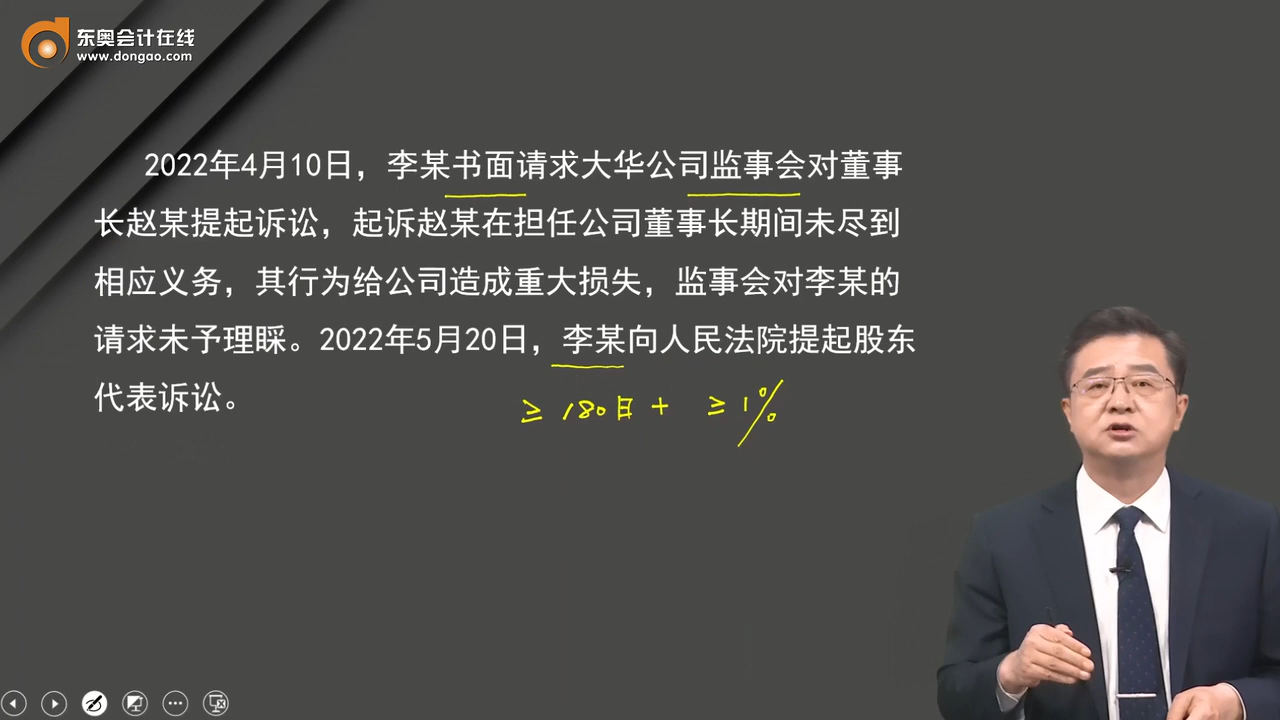 东奥会计在线
www.dongao.com
2022年4月10日，李某书面请求大华公司监事会对董事
长赵某提起诉讼，起诉赵某在担任公司董事长期间未尽到
相应义务，其行为给公司造成重大损失，监事会对李某的
请求未予理睬。2022年5月20日，李某向人民法院提起股东
代表诉讼。
≥180日+ ≥1%